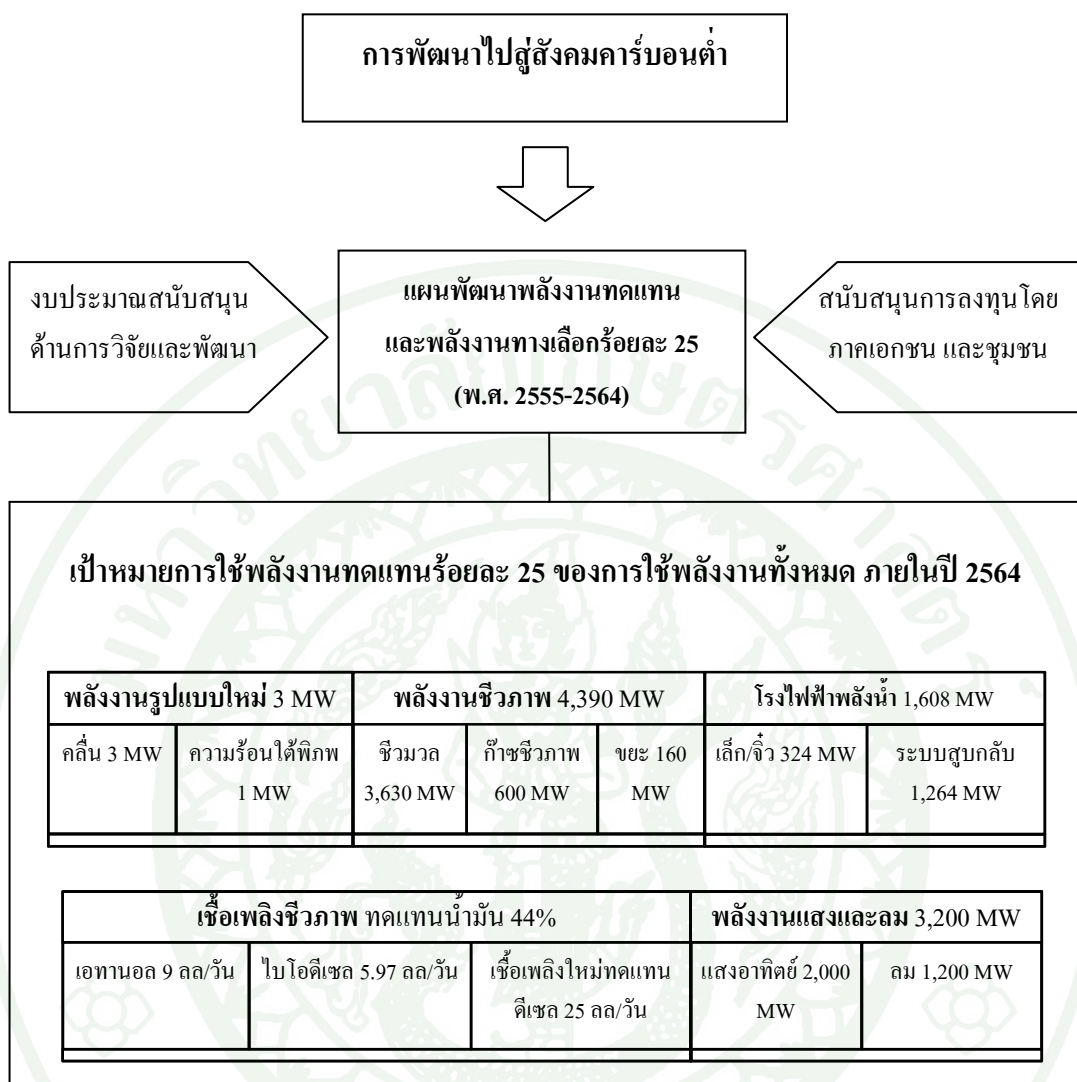 การพัฒนาไปสู่สังคมคาร์บอนต่ำ
งบประมาณสนับสนุน
ด้านการวิจัยและพัฒนา
แผนพัฒนาพลังงานทดแทน
และพลังงานทางเลือกร้อยละ 25
(พ.ศ. 2555-2564)
สนับสนุนการลงทุนโดย
ภาคเอกชน และชุมชน
มหาวิทยาลัยเกษตรศาสตร์
เป้าหมายการใช้พลังงานทดแทนร้อยละ 25 ของการใช้พลังงานทั้งหมด ภายในปี 2564
พลังงานรูปแบบใหม่ 3 MW
คลื่น 3 MW
ความร้อนใต้พิภพ
1 MW
พลังงานชีวภาพ 4,390 MW
ชีวมวล
3,630 MW
ก๊าซชีวภาพ
600 MW
ขยะ 160
MW
โรงไฟฟ้าพลังน้ำ 1,608 MW
เล็ก/จิ๋ว 324 MW
ระบบสูบกลับ
1,264 MW
เชื้อเพลิงชีวภาพ ทดแทนน้ำมัน 44%
เอทานอล 9 ลล/วัน
ไบโอดีเซล 5.97 ลล/วัน
เชื้อเพลิงใหม่ทดแทน
ดีเซล 25 ลล/วัน
พลังงานแสงและลม 3,200 MW
แสงอาทิตย์ 2,000
MW
ลม 1,200 MW